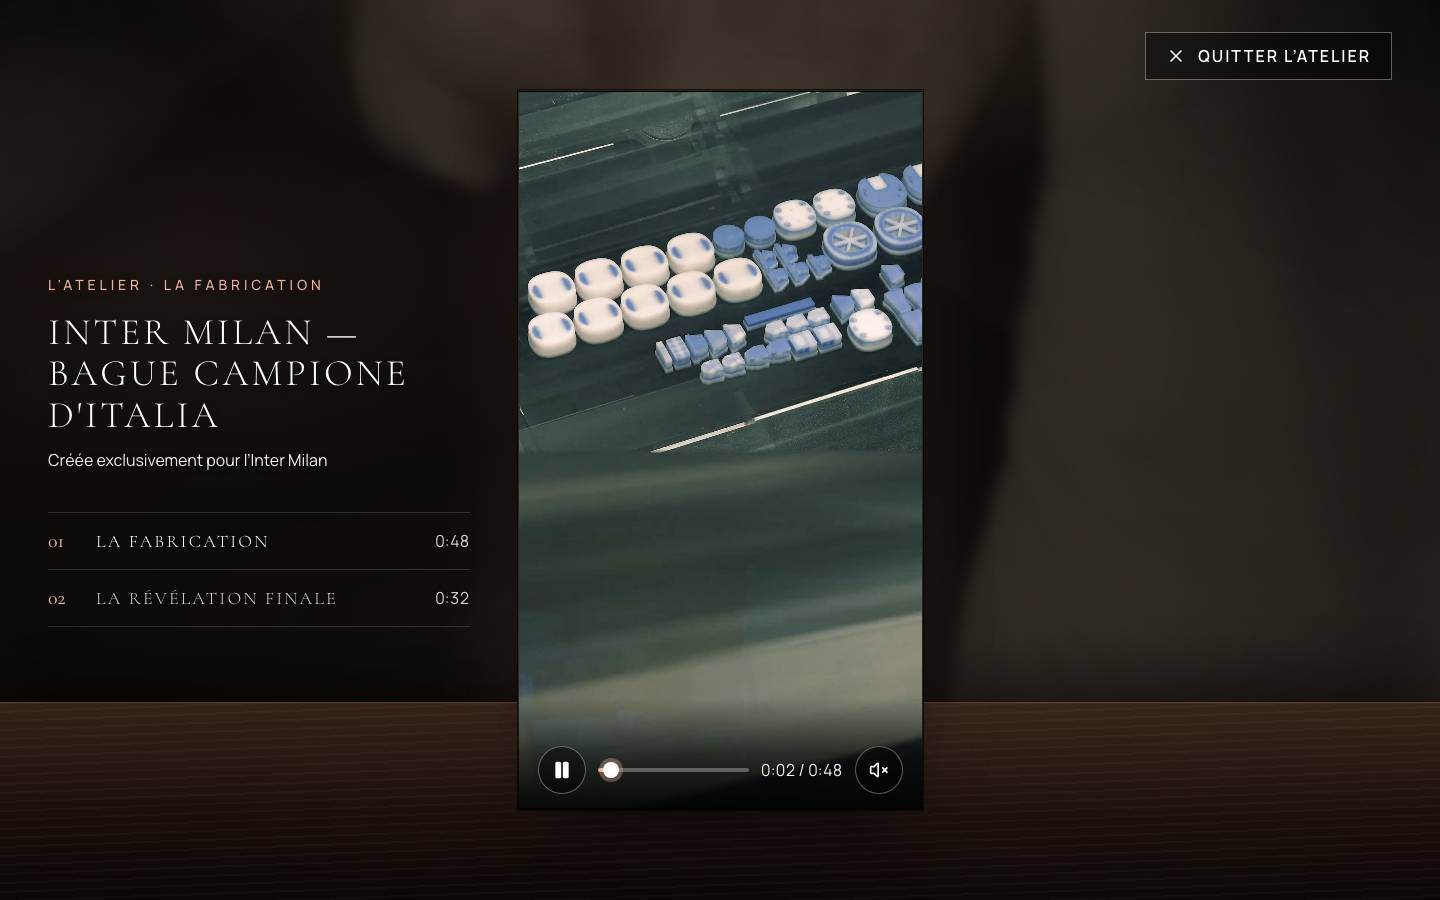 QUITTER L’ATELIER
L’ATELIER · LA FABRICATION
INTER MILAN —
BAGUE CAMPIONE
D'ITALIA
Créée exclusivement pour l’Inter Milan
01 LA FABRICATION 0:48
02 LA RÉVÉLATION FINALE 0:32
0:02 / 0:48